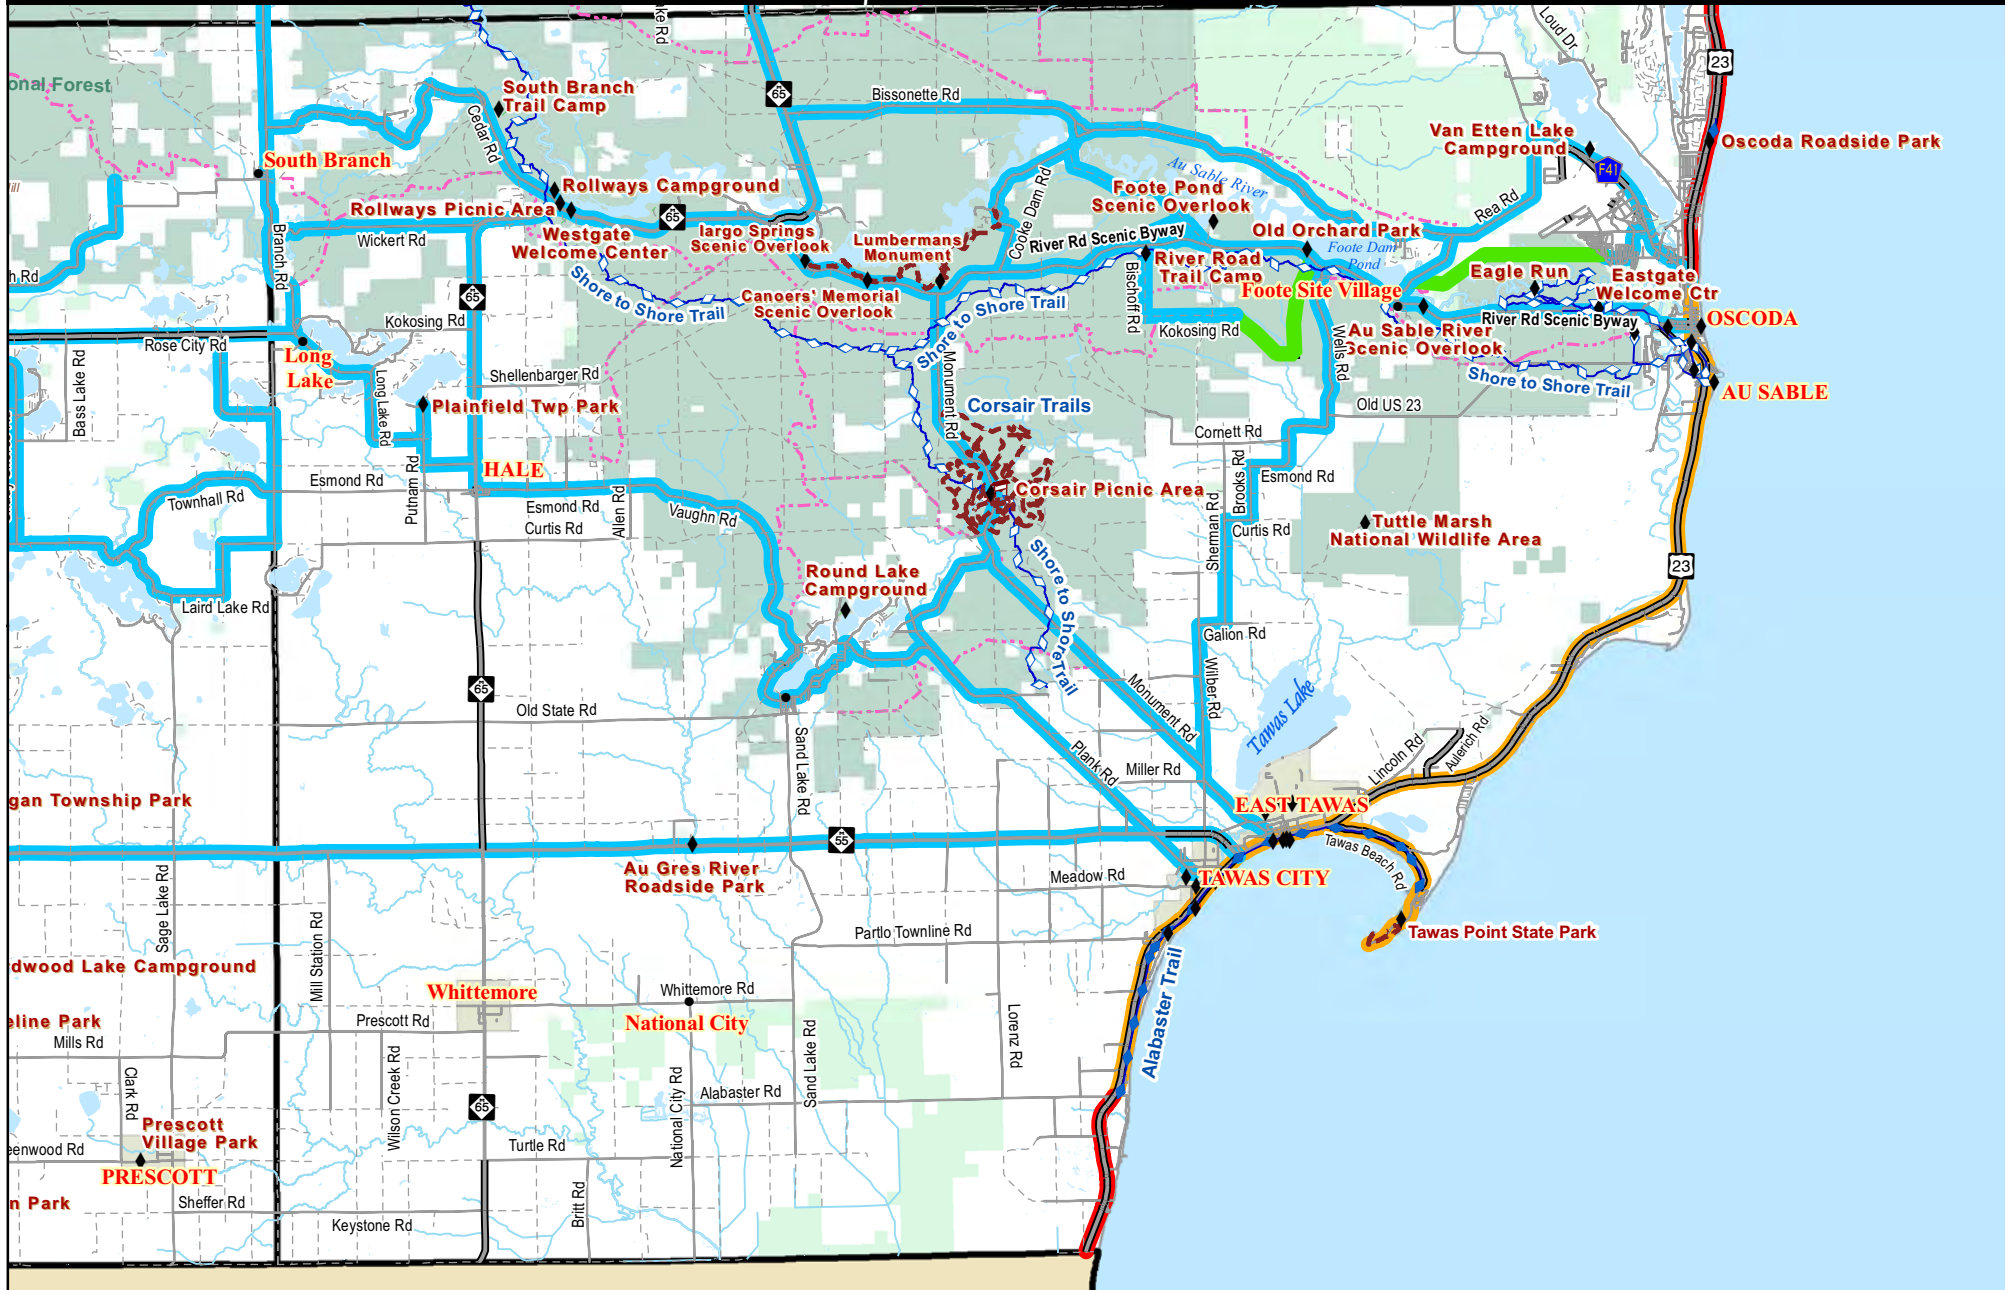 23
Loud Dr
ke Rd
onal Forest
South Branch
Trail Camp
65
Bissonette Rd
Cedar Rd
Van Etten Lake
Campground
Oscoda Roadside Park
F41
South Branch
Au Sable River
Rollways Campground
Foote Pond
Scenic Overlook
Rea Rd
Rollways Picnic Area
65
Cooke Dam Rd
Wickert Rd
Westgate
Welcome Center
Iargo Springs
Scenic Overlook
Lumbermans
Monument
River Rd Scenic Byway
Old Orchard Park
Foote Dam
Pond
Branch Rd
h Rd
Shore to Shore Trail
River Road
Trail Camp
Bischoff Rd
Eagle Run
Eastgate
Welcome Ctr
65
Canoers' Memorial
Scenic Overlook
Shore to Shore Trail
Foote Site Village
Kokosing Rd
Kokosing Rd
Au Sable River
Scenic Overlook
River Rd Scenic Byway
OSCODA
Rose City Rd
Long
Lake
Bass Lake Rd
Shellenbarger Rd
Monument Rd
Wells Rd
Shore to Shore Trail
AU SABLE
Long Lake Rd
Plainfield Twp Park
Corsair Trails
Old US 23
Cornett Rd
HALE
Putnam Rd
Esmond Rd
Townhall Rd
Esmond Rd
Curtis Rd
Allen Rd
Vaughn Rd
Corsair Picnic Area
Brooks Rd
Esmond Rd
Sherman Rd
Curtis Rd
Tuttle Marsh
National Wildlife Area
23
Round Lake
Campground
Shore to Shore Trail
Laird Lake Rd
Galion Rd
65
Old State Rd
Wilber Rd
Monument Rd
Tawas Lake
Sand Lake Rd
Plank Rd
Miller Rd
Lincoln Rd
Aulerich Rd
gan Township Park
EAST TAWAS
55
Tawas Beach Rd
Au Gres River
Roadside Park
Meadow Rd
TAWAS CITY
Sage Lake Rd
Mill Station Rd
Partlo Townline Rd
Tawas Point State Park
dwood Lake Campground
Alabaster Trail
Whittemore
Whittemore Rd
National City
eline Park
Prescott Rd
Mills Rd
Lorenz Rd
Sand Lake Rd
Clark Rd
Wilson Creek Rd
National City Rd
Alabaster Rd
65
Prescott
Village Park
eenwood Rd
Turtle Rd
PRESCOTT
n Park
Sheffer Rd
Britt Rd
Keystone Rd